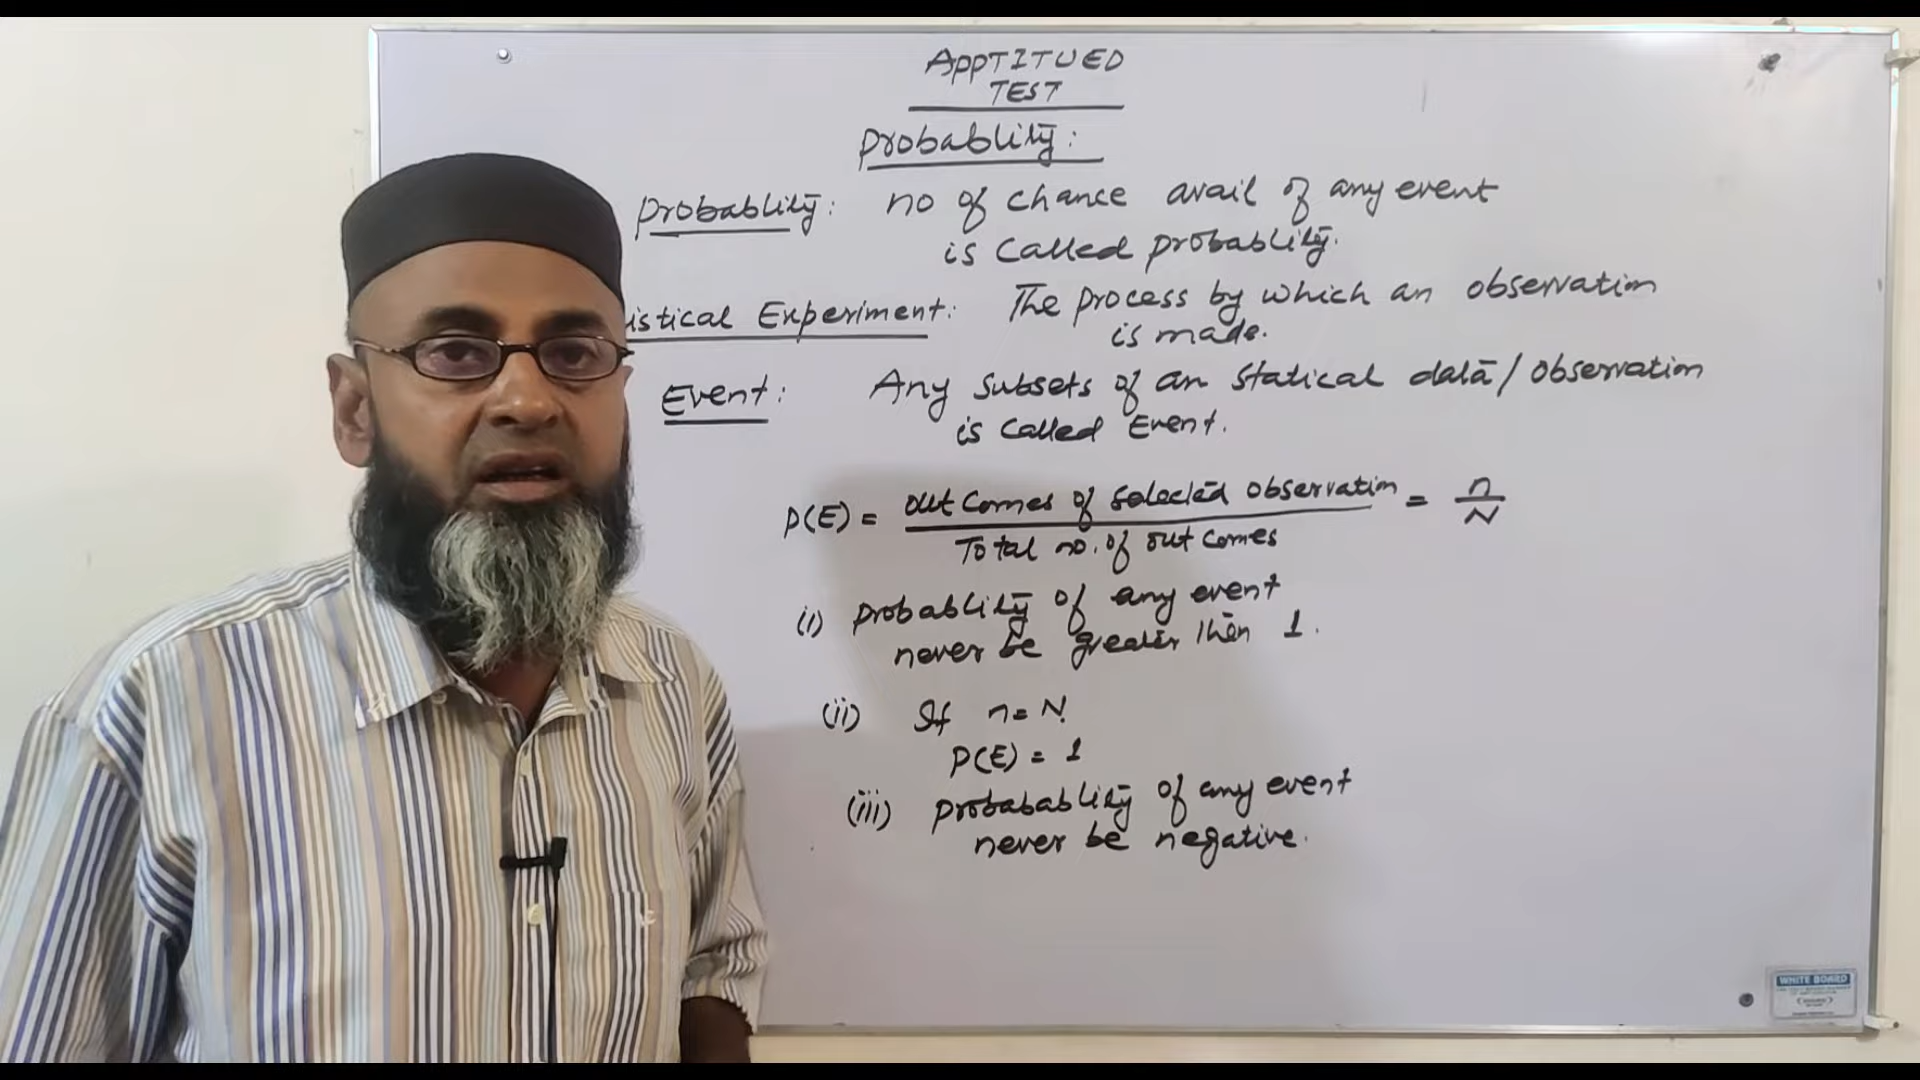 APPTITUED
TEST
Probablity:
Probablity: no of chance avail of any event
is called probablity.
istical Experiment: The process by which an observation
is made.
Event: Any subsets of an statical data/observation
is called Event.
P(E) = out comes of selected observation / Total no. of out comes = n/N
(i) probablity of any event
never be greater then 1.
(ii) If n = N
P(E) = 1
(iii) probabablity of any event
never be negative.
WHITE BOARD